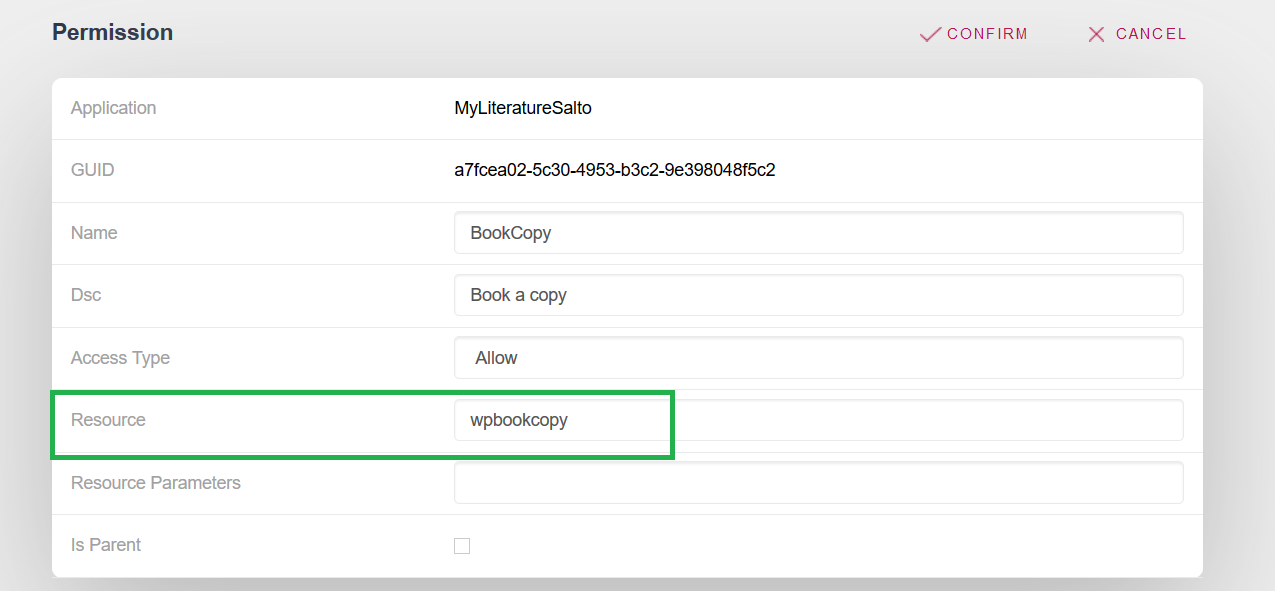 Permission
CONFIRM
CANCEL
Application MyLiteratureSalto
GUID a7fcea02-5c30-4953-b3c2-9e398048f5c2
Name BookCopy
Dsc Book a copy
Access Type Allow
Resource wpbookcopy
Resource Parameters
Is Parent